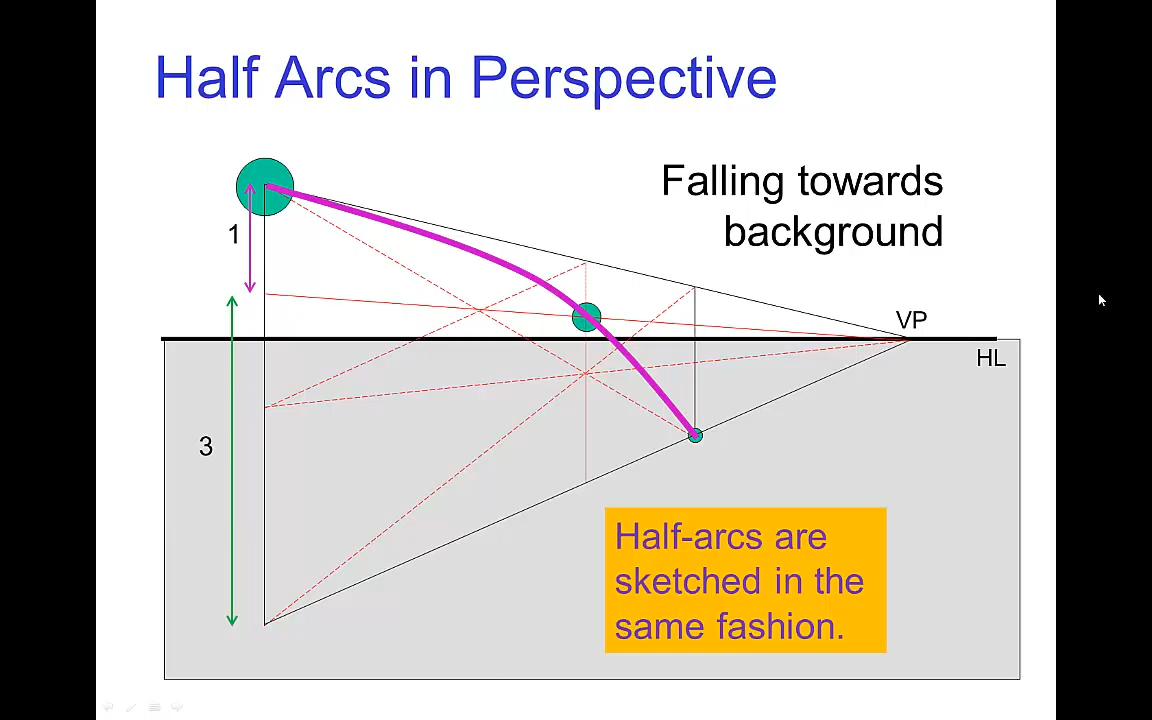 Half Arcs in Perspective
Falling towards
background
1
VP
HL
3
Half-arcs are
sketched in the
same fashion.